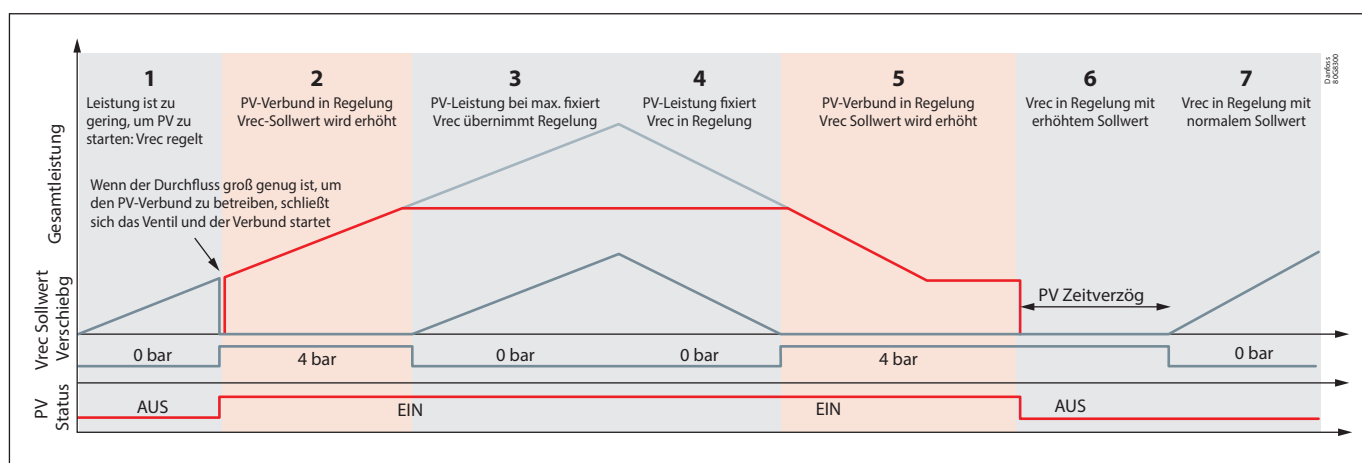 1
Leistung ist zu
gering, um PV zu
starten: Vrec regelt
2
PV-Verbund in Regelung
Vrec-Sollwert wird erhöht
3
PV-Leistung bei max. fixiert
Vrec übernimmt Regelung
4
PV-Leistung fixiert
Vrec in Regelung
5
PV-Verbund in Regelung
Vrec Sollwert wird erhöht
6
Vrec in Regelung mit
erhöhtem Sollwert
7
Vrec in Regelung mit
normalem Sollwert
Danfoss
80G8300
Wenn der Durchfluss groß genug ist, um
den PV-Verbund zu betreiben, schließt
sich das Ventil und der Verbund startet
Gesamtleistung
PV Zeitverzög
Vrec Sollwert
Verschiebg
0 bar
4 bar
0 bar
0 bar
4 bar
0 bar
PV
Status
AUS
EIN
EIN
AUS